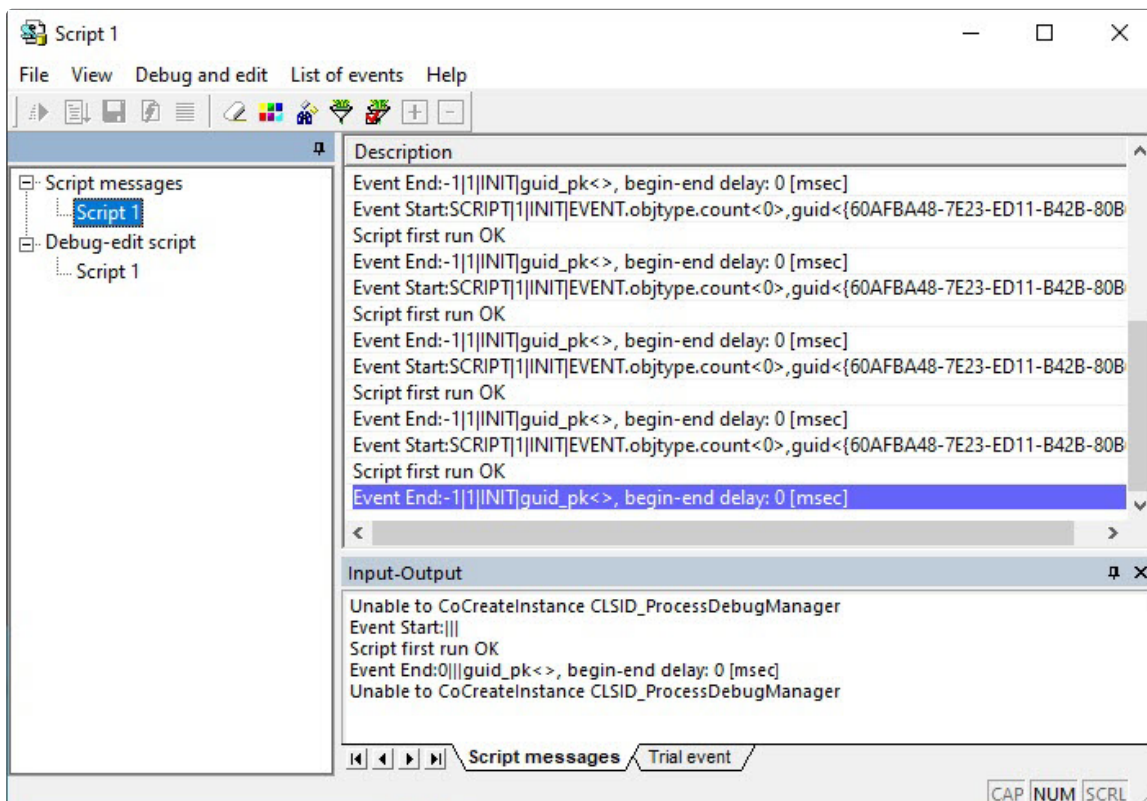 Script 1
File View Debug and edit List of events Help
Description
Script messages
Script 1
Debug-edit script
Script 1
Event End:-1|1|INIT|guid_pk<>, begin-end delay: 0 [msec]
Event Start:SCRIPT|1|INIT|EVENT.objtype.count<0>,guid<{60AFBA48-7E23-ED11-B42B-80B
Script first run OK
Event End:-1|1|INIT|guid_pk<>, begin-end delay: 0 [msec]
Event Start:SCRIPT|1|INIT|EVENT.objtype.count<0>,guid<{60AFBA48-7E23-ED11-B42B-80B
Script first run OK
Event End:-1|1|INIT|guid_pk<>, begin-end delay: 0 [msec]
Event Start:SCRIPT|1|INIT|EVENT.objtype.count<0>,guid<{60AFBA48-7E23-ED11-B42B-80B
Script first run OK
Event End:-1|1|INIT|guid_pk<>, begin-end delay: 0 [msec]
Event Start:SCRIPT|1|INIT|EVENT.objtype.count<0>,guid<{60AFBA48-7E23-ED11-B42B-80B
Script first run OK
Event End:-1|1|INIT|guid_pk<>, begin-end delay: 0 [msec]
Input-Output
Unable to CoCreateInstance CLSID_ProcessDebugManager
Event Start:|||
Script first run OK
Event End:0|||guid_pk<>, begin-end delay: 0 [msec]
Unable to CoCreateInstance CLSID_ProcessDebugManager
Script messages Trial event
CAP NUM SCRL